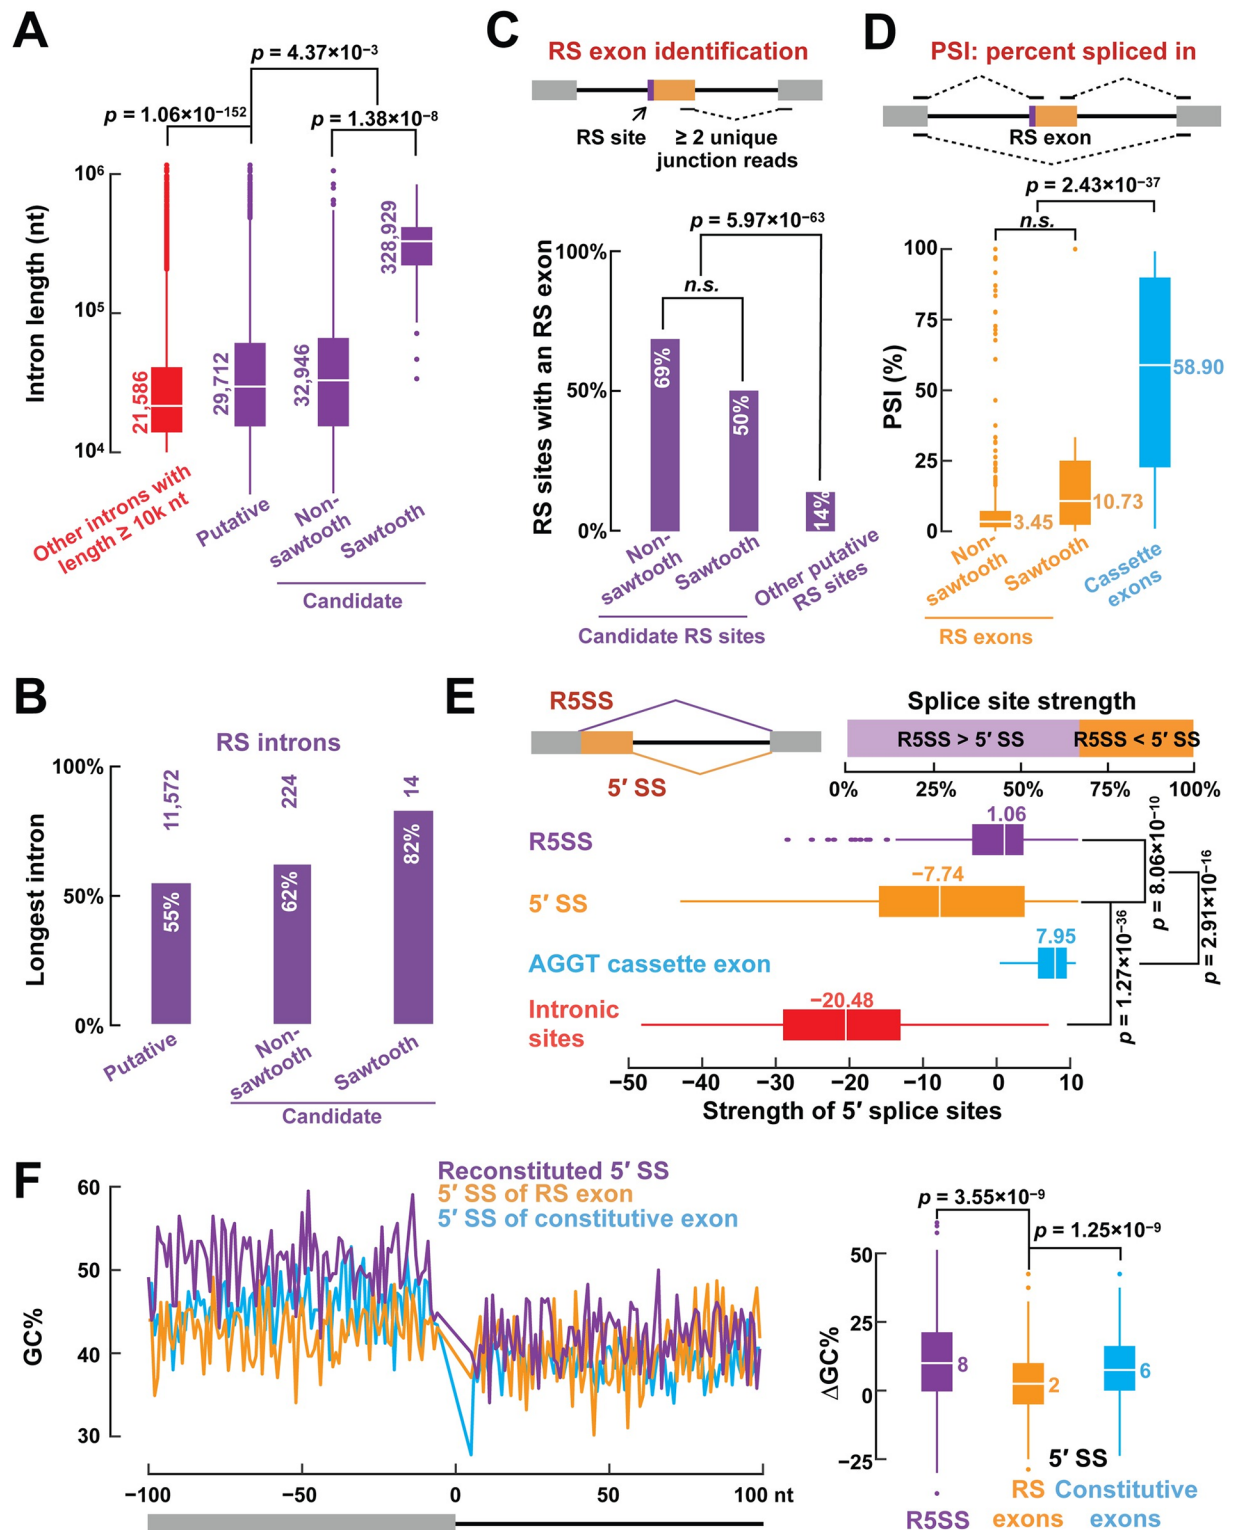 A
p = 4.37×10−3
p = 1.06×10−152
p = 1.38×10−8
Intron length (nt)
106
105
104
21,586
29,712
32,946
328,929
Other introns with
length ≥ 10k nt
Putative
Non-
sawtooth
Sawtooth
Candidate
B
RS introns
Longest intron
100%
50%
0%
11,572
224
14
55%
62%
82%
Putative
Non-
sawtooth
Sawtooth
Candidate
C
RS exon identification
RS site
≥ 2 unique
junction reads
p = 5.97×10−63
n.s.
RS sites with an RS exon
100%
50%
0%
69%
50%
14%
Non-
sawtooth
Sawtooth
Other putative
RS sites
Candidate RS sites
D
PSI: percent spliced in
RS exon
p = 2.43×10−37
n.s.
PSI (%)
100
75
50
25
0
3.45
10.73
58.90
Non-
sawtooth
Sawtooth
Cassette
exons
RS exons
E
R5SS
5′ SS
Splice site strength
R5SS > 5′ SS
R5SS < 5′ SS
0%
25%
50%
75%
100%
R5SS
1.06
5′ SS
−7.74
AGGT cassette exon
7.95
Intronic
sites
−20.48
p = 8.06×10−10
p = 2.91×10−16
p = 1.27×10−36
−50
−40
−30
−20
−10
0
10
Strength of 5′ splice sites
F
Reconstituted 5′ SS
5′ SS of RS exon
5′ SS of constitutive exon
GC%
60
50
40
30
−100
−50
0
50
100 nt
p = 3.55×10−9
p = 1.25×10−9
ΔGC%
50
25
0
−25
8
2
6
5′ SS
R5SS
RS
exons
Constitutive
exons